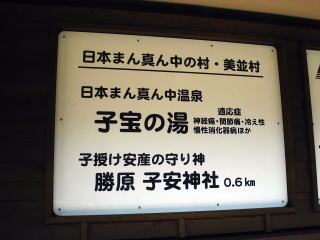 日本まん真ん中の村・美並村
日本まん真ん中温泉
子宝の湯
適応症
神経痛・関節痛・冷え性
慢性消化器病ほか
子授け安産の守り神
勝原 子安神社 0.6km